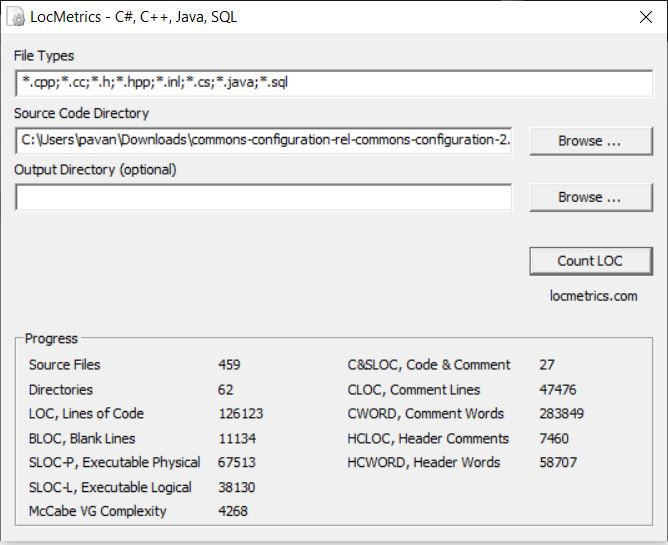 LocMetrics - C#, C++, Java, SQL
File Types
*.cpp;*.cc;*.h;*.hpp;*.inl;*.cs;*.java;*.sql
Source Code Directory
C:\Users\pavan\Downloads\commons-configuration-rel-commons-configuration-2.
Browse ...
Output Directory (optional)
Browse ...
Count LOC
locmetrics.com
Progress
Source Files 459 C&SLOC, Code & Comment 27
Directories 62 CLOC, Comment Lines 47476
LOC, Lines of Code 126123 CWORD, Comment Words 283849
BLOC, Blank Lines 11134 HCLOC, Header Comments 7460
SLOC-P, Executable Physical 67513 HCWORD, Header Words 58707
SLOC-L, Executable Logical 38130
McCabe VG Complexity 4268